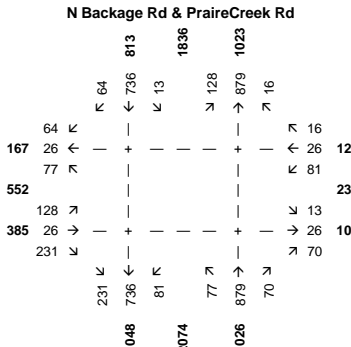 N Backage Rd & PraireCreek Rd
813 1836 1023
64 736 13 128 879 16
↙ ↓ ↘ ↗ ↑ ↖
64 ↙ | | ↖ 16
167 26 ← — + — — — + — ← 26 12
77 ↖ | | ↙ 81
552 | | 23
128 ↗ | | ↘ 13
385 26 → — + — — — + — → 26 10
231 ↘ | | ↗ 70
↘ ↓ ↙ ↖ ↑ ↗
231 736 81 77 879 70
048 2074 026